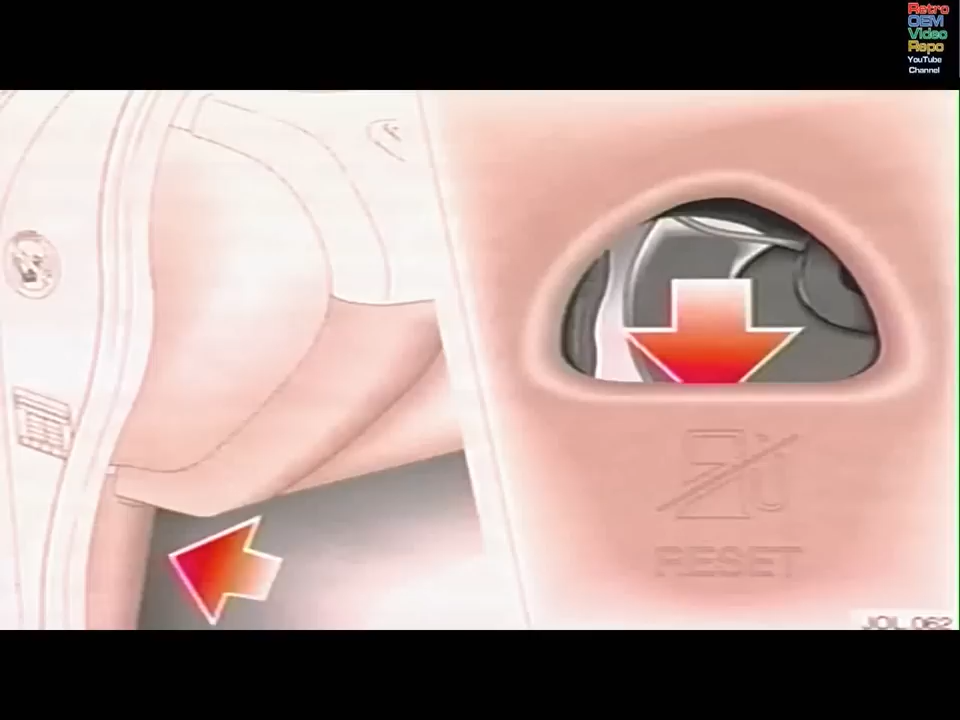 Retro
OEM
Video
Repo
YouTube
Channel
RESET
JOL 062